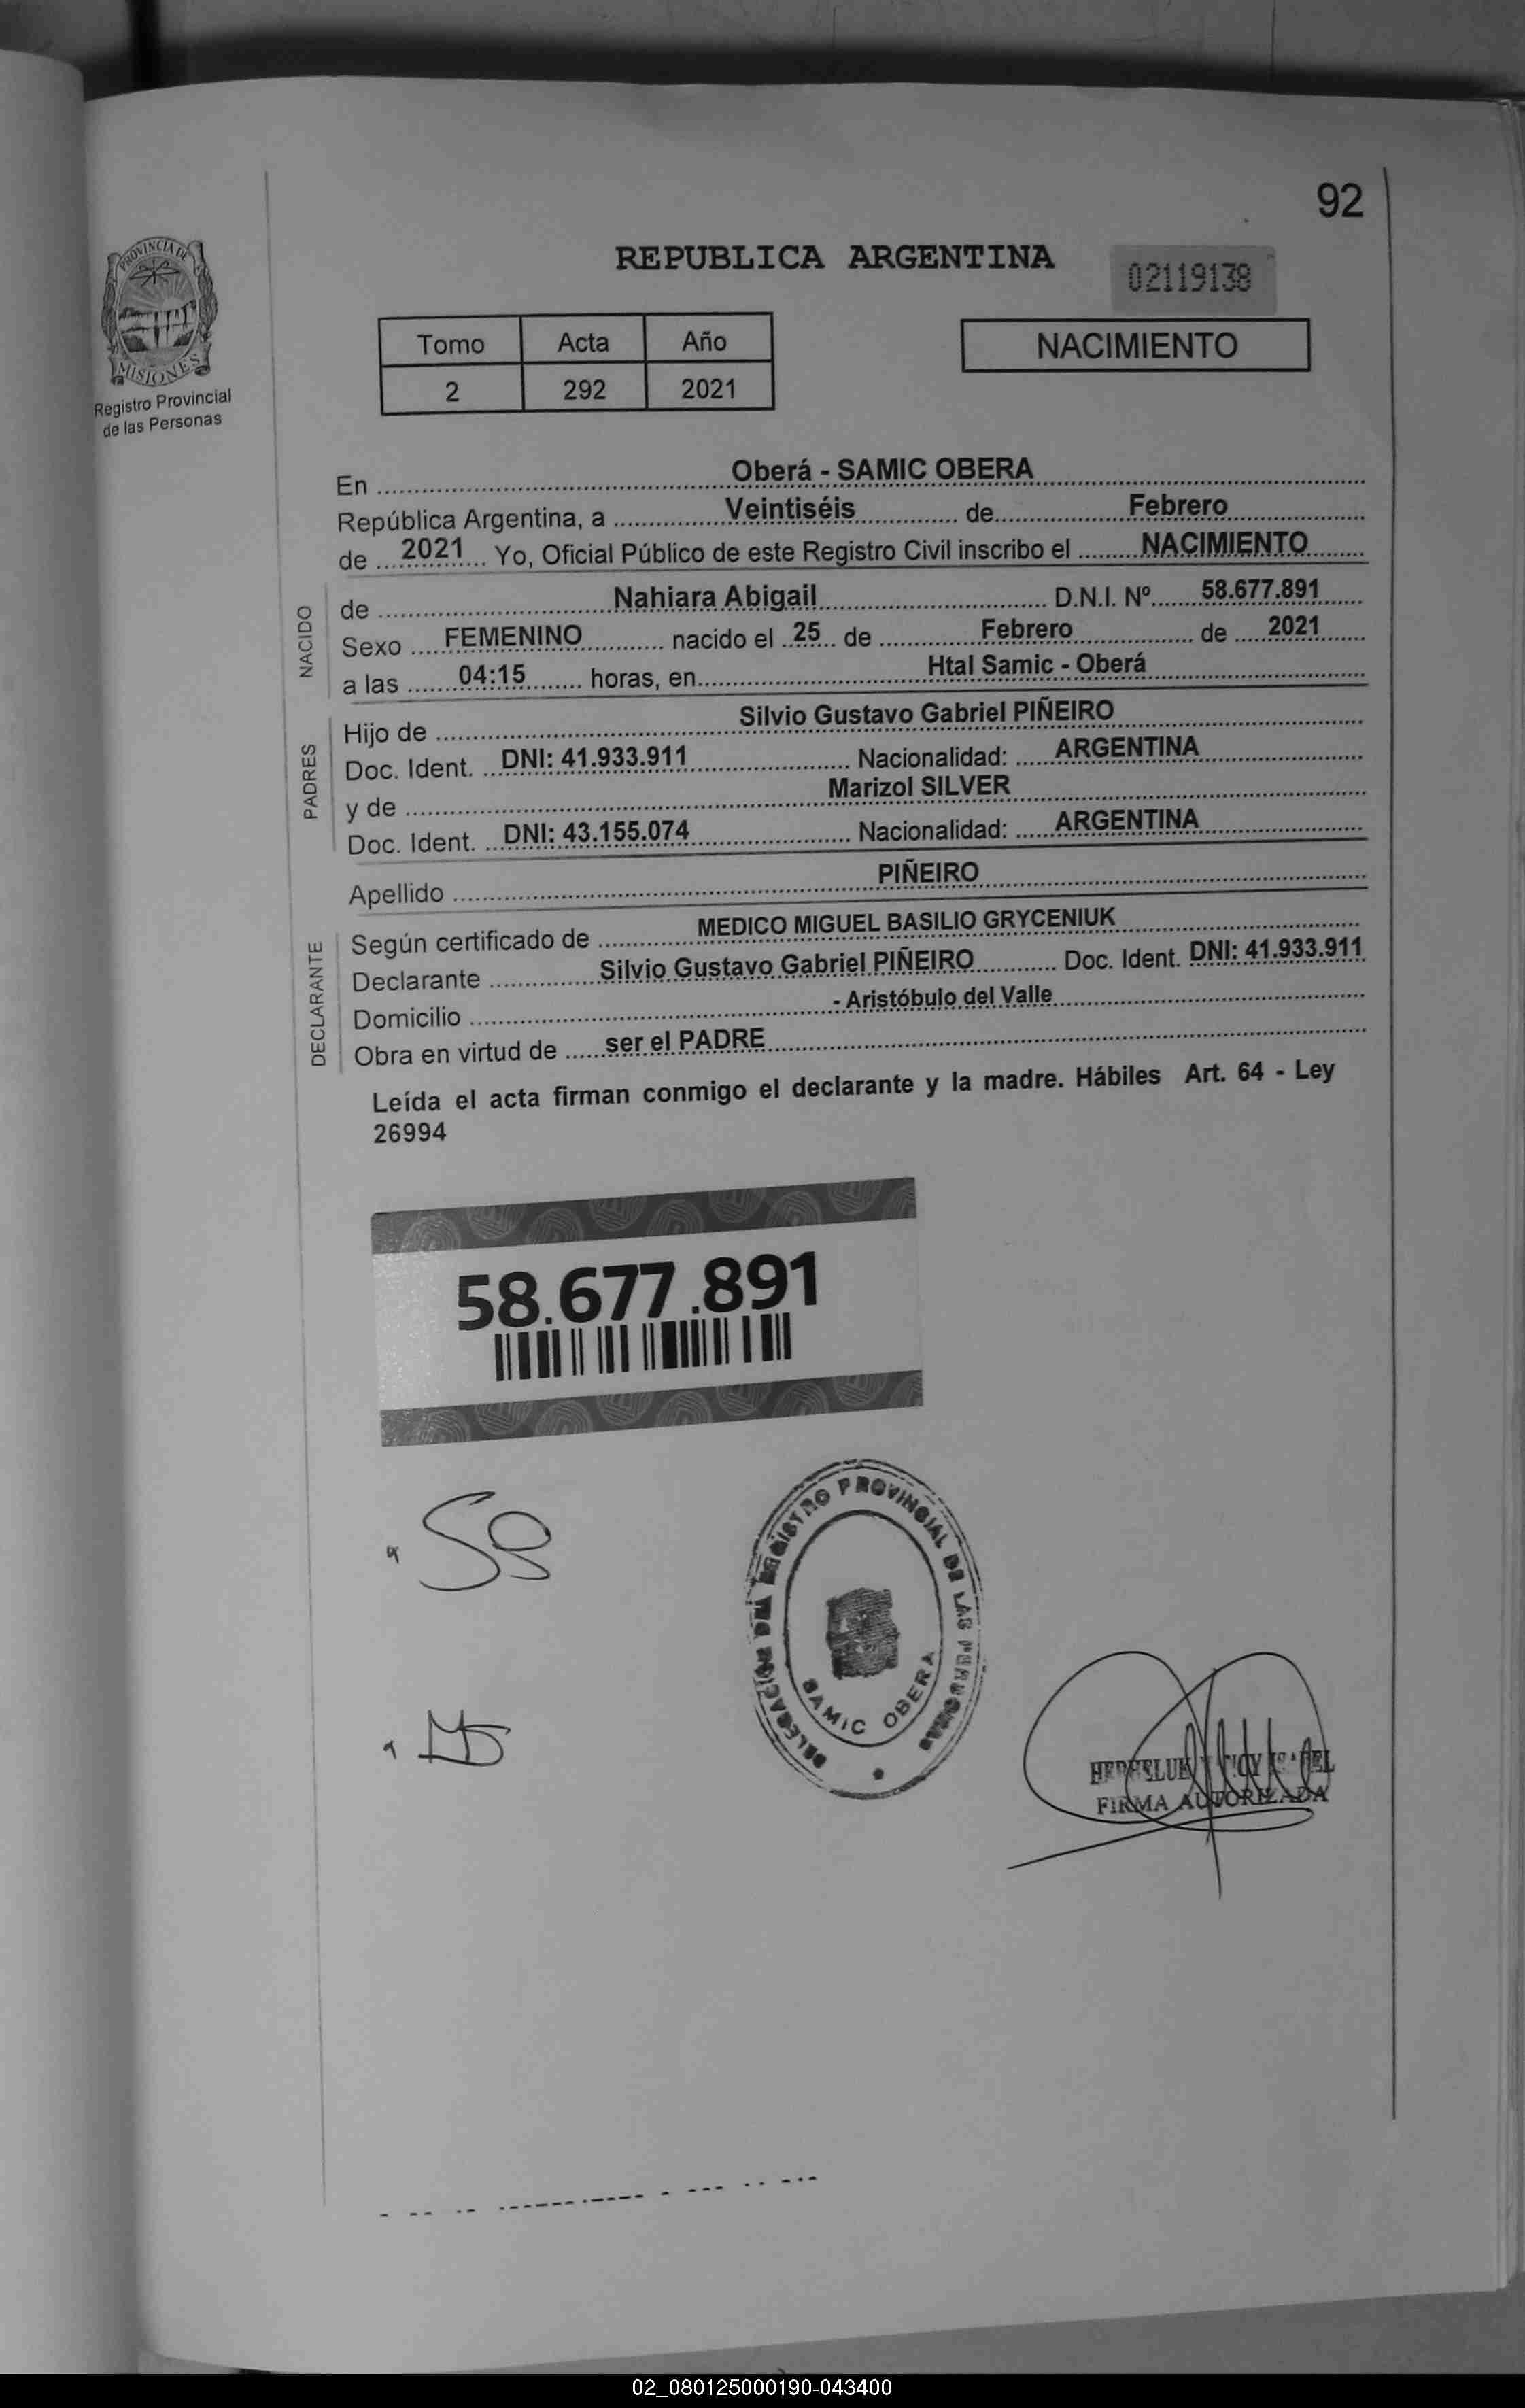 92
REPUBLICA ARGENTINA
02119138
PROVINCIA DE
MISIONES
Registro Provincial
de las Personas
Tomo Acta Año
2 292 2021
NACIMIENTO
En Oberá - SAMIC OBERA
República Argentina, a Veintiséis de Febrero
de 2021 Yo, Oficial Público de este Registro Civil inscribo el NACIMIENTO
NACIDO
de Nahiara Abigail D.N.I. Nº 58.677.891
Sexo FEMENINO nacido el 25 de Febrero de 2021
a las 04:15 horas, en Htal Samic - Oberá
PADRES
Hijo de Silvio Gustavo Gabriel PIÑEIRO
Doc. Ident. DNI: 41.933.911 Nacionalidad: ARGENTINA
y de Marizol SILVER
Doc. Ident. DNI: 43.155.074 Nacionalidad: ARGENTINA
Apellido PIÑEIRO
DECLARANTE
Según certificado de MEDICO MIGUEL BASILIO GRYCENIUK
Declarante Silvio Gustavo Gabriel PIÑEIRO Doc. Ident. DNI: 41.933.911
Domicilio - Aristóbulo del Valle
Obra en virtud de ser el PADRE
Leída el acta firman conmigo el declarante y la madre. Hábiles Art. 64 - Ley
26994
58.677.891
REGISTRO PROVINCIAL DE LAS PERSONAS
SAMIC OBERA
FIRMA AUTORIZADA
02_080125000190-043400